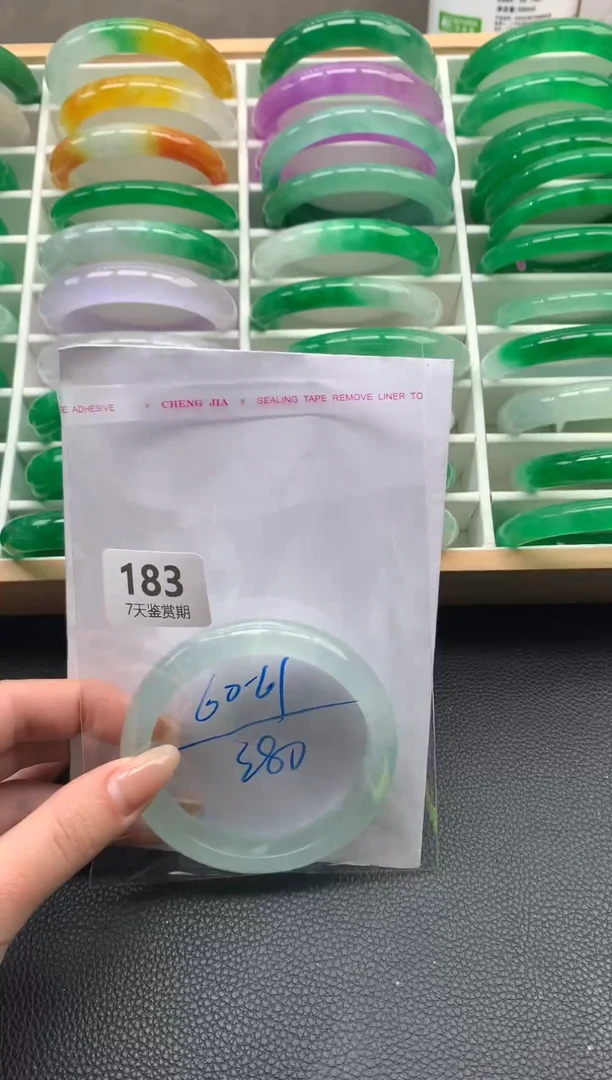 E ADHESIVE • CHENG JIA • SEALING TAPE REMOVE LINER TO
183
7天鉴赏期
60-61
380